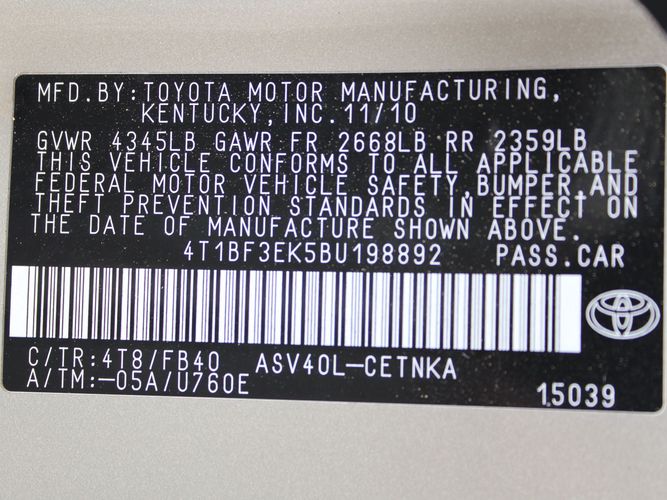 MFD. BY: TOYOTA MOTOR MANUFACTURING,
KENTUCKY, INC. 11/10
GVWR 4345LB GAWR FR 2668LB RR 2359LB
THIS VEHICLE CONFORMS TO ALL APPLICABLE
FEDERAL MOTOR VEHICLE SAFETY, BUMPER, AND
THEFT PREVENTION STANDARDS IN EFFECT ON
THE DATE OF MANUFACTURE SHOWN ABOVE.
4T1BF3EK5BU198892 PASS. CAR
C/TR: 4T8/FB40 ASV40L-CETNKA
A/TM: -05A/U760E 15039